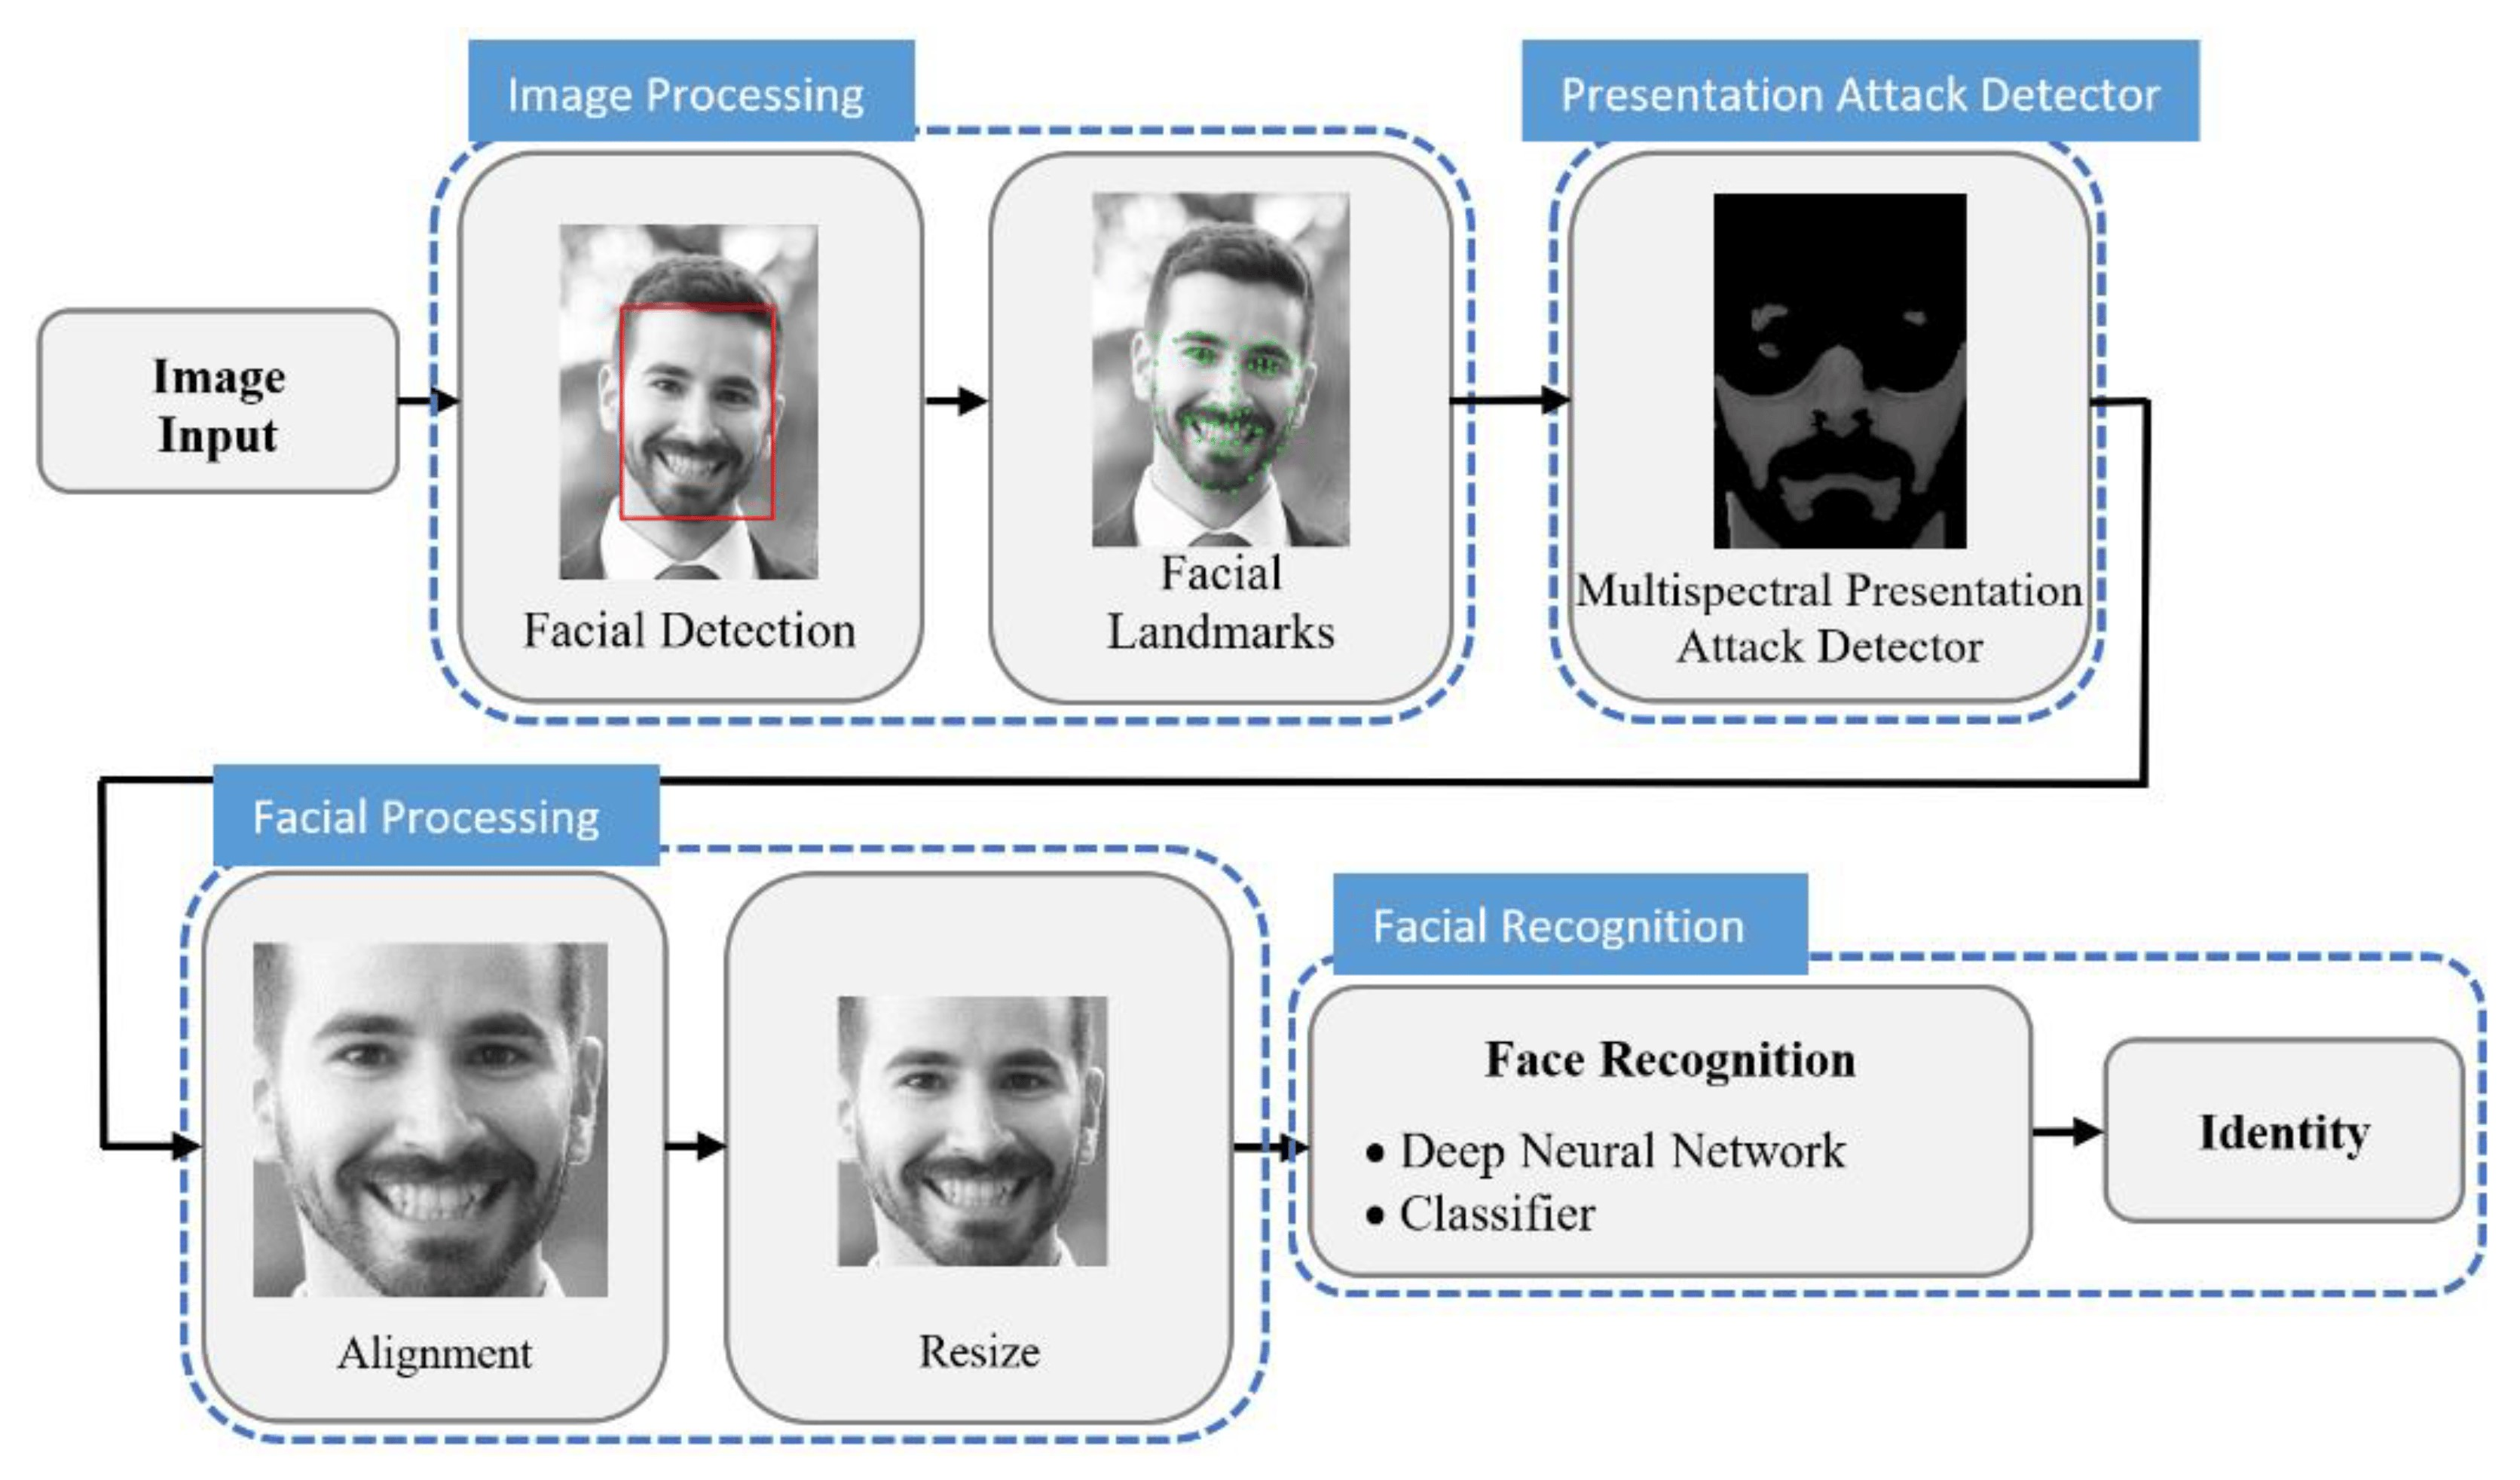 Image Processing
Presentation Attack Detector
Image
Input
Facial Detection
Facial
Landmarks
Multispectral Presentation
Attack Detector
Facial Processing
Facial Recognition
Alignment
Resize
Face Recognition
• Deep Neural Network
• Classifier
Identity